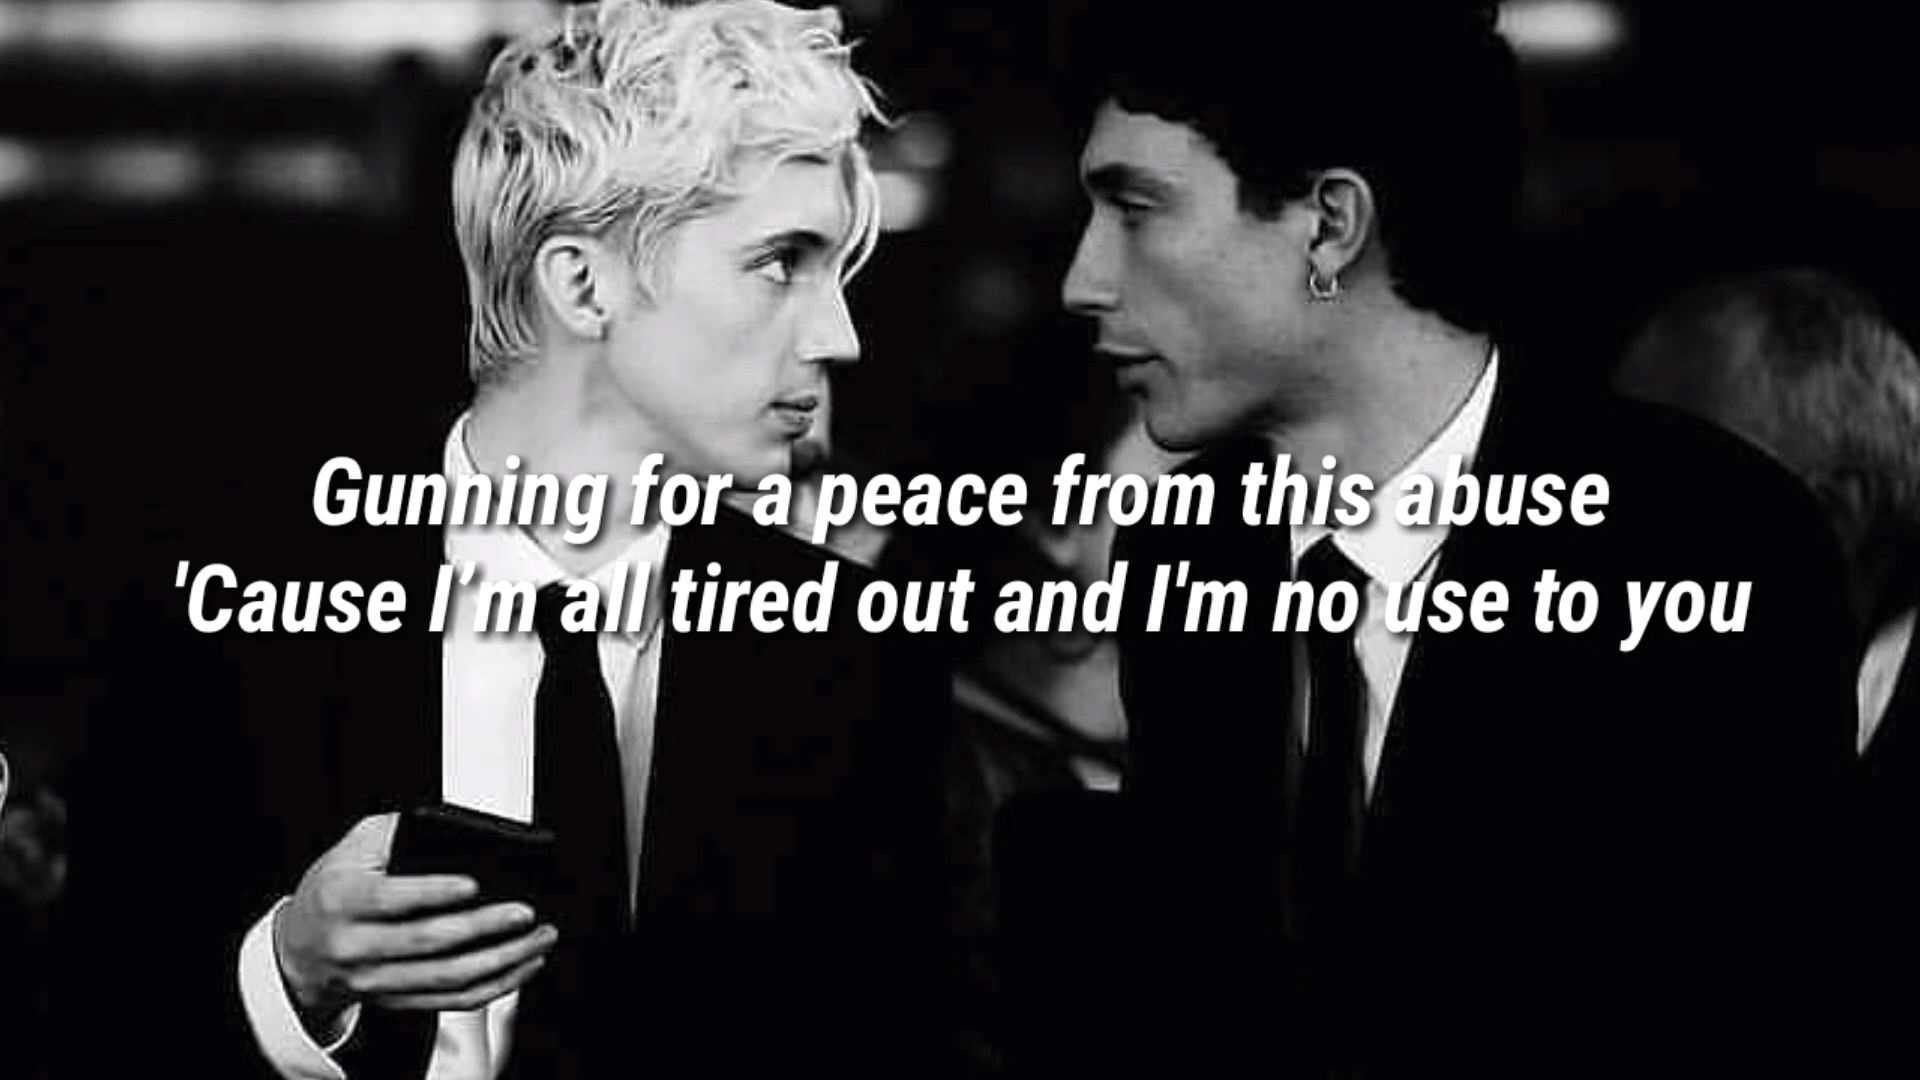 Gunning for a peace from this abuse
'Cause I’m all tired out and I'm no use to you